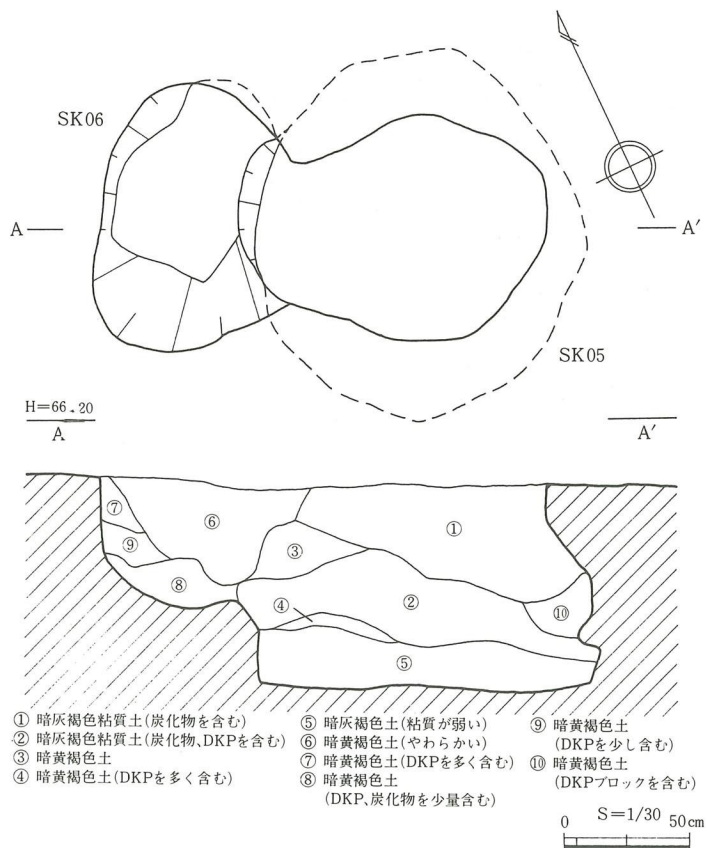 SK06
A
A′
SK05
H=66.20
A
A′
⑦
⑥
①
⑨
③
⑧
④
②
⑩
⑤
① 暗灰褐色粘質土(炭化物を含む)
② 暗灰褐色粘質土(炭化物、DKPを含む)
③ 暗黄褐色土
④ 暗黄褐色土(DKPを多く含む)
⑤ 暗灰褐色土(粘質が弱い)
⑥ 暗黄褐色土(やわらかい)
⑦ 暗黄褐色土(DKPを多く含む)
⑧ 暗黄褐色土
(DKP、炭化物を少量含む)
⑨ 暗黄褐色土
(DKPを少し含む)
⑩ 暗黄褐色土
(DKPブロックを含む)
S=1/30
0 50cm